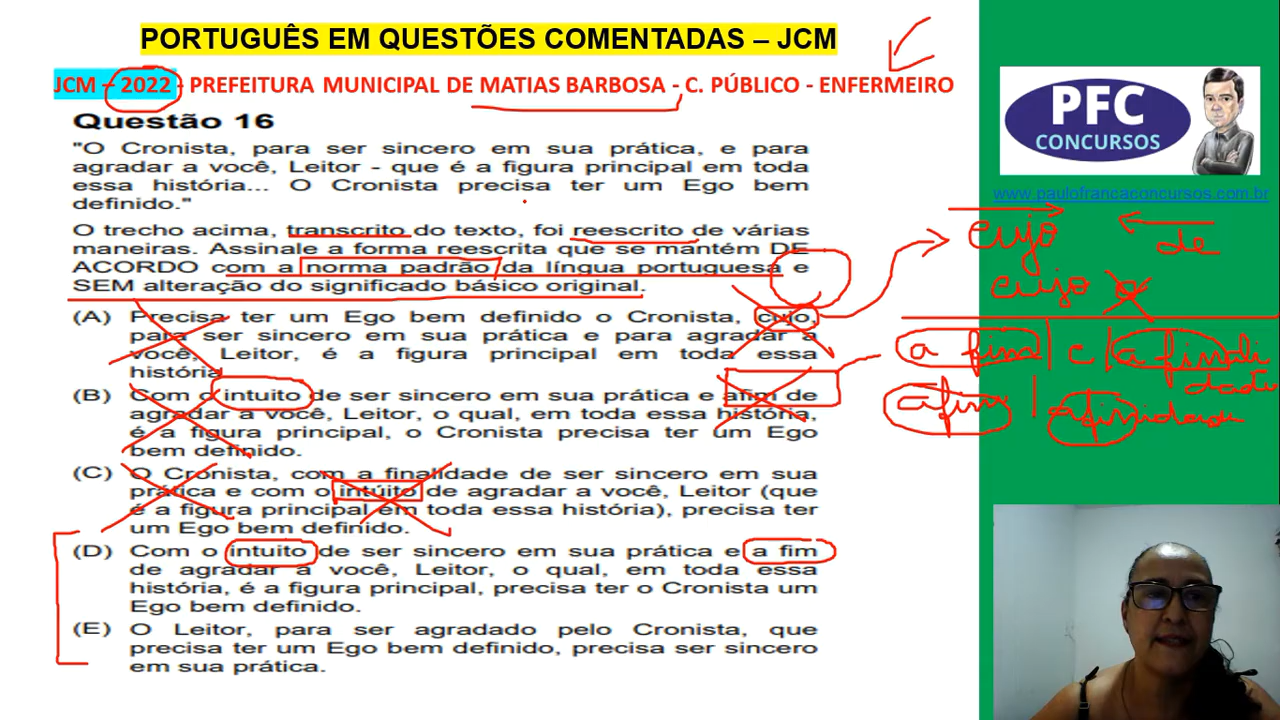 PORTUGUÊS EM QUESTÕES COMENTADAS – JCM
JCM – 2022 - PREFEITURA MUNICIPAL DE MATIAS BARBOSA - C. PÚBLICO - ENFERMEIRO
Questão 16
"O Cronista, para ser sincero em sua prática, e para
agradar a você, Leitor - que é a figura principal em toda
essa história... O Cronista precisa ter um Ego bem
definido."
O trecho acima, transcrito do texto, foi reescrito de várias
maneiras. Assinale a forma reescrita que se mantém DE
ACORDO com a norma padrão da língua portuguesa e
SEM alteração do significado básico original.
(A) Precisa ter um Ego bem definido o Cronista, cujo,
para ser sincero em sua prática e para agradar a
você, Leitor, é a figura principal em toda essa
história.
(B) Com o intuito de ser sincero em sua prática e afim de
agradar a você, Leitor, o qual, em toda essa história,
é a figura principal, o Cronista precisa ter um Ego
bem definido.
(C) O Cronista, com a finalidade de ser sincero em sua
prática e com o intúito de agradar a você, Leitor (que
é a figura principal em toda essa história), precisa ter
um Ego bem definido.
(D) Com o intuito de ser sincero em sua prática e a fim
de agradar a você, Leitor, o qual, em toda essa
história, é a figura principal, precisa ter o Cronista um
Ego bem definido.
(E) O Leitor, para ser agradado pelo Cronista, que
precisa ter um Ego bem definido, precisa ser sincero
em sua prática.
PFC
CONCURSOS
www.paulofrancaconcursos.com.br
cujo de
cujo o
a fim | e | a finali
dade
afim | afinidade